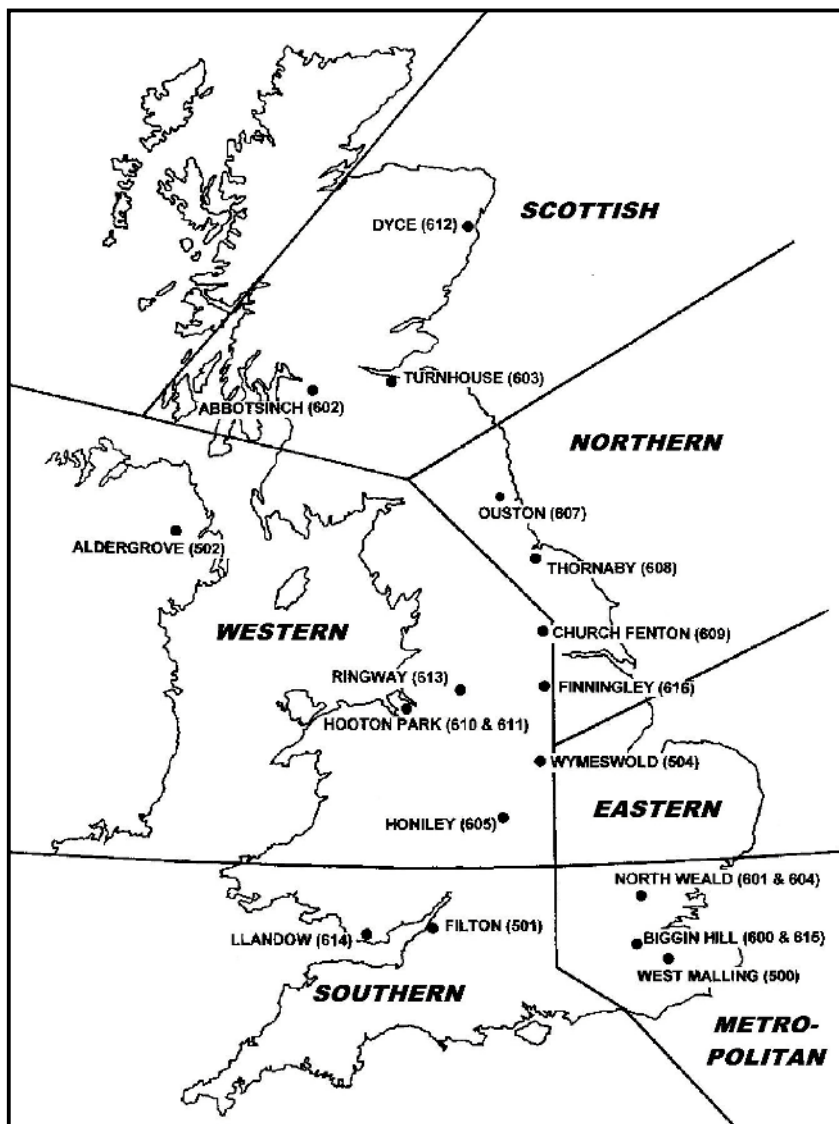 SCOTTISH
DYCE (612)
TURNHOUSE (603)
ABBOTSINCH (602)
NORTHERN
OUSTON (607)
ALDERGROVE (502)
THORNABY (608)
WESTERN
CHURCH FENTON (609)
RINGWAY (613)
FINNINGLEY (616)
HOOTON PARK (610 & 611)
WYMESWOLD (504)
EASTERN
HONILEY (605)
NORTH WEALD (601 & 604)
FILTON (501)
LLANDOW (614)
BIGGIN HILL (600 & 615)
WEST MALLING (500)
SOUTHERN
METRO-
POLITAN